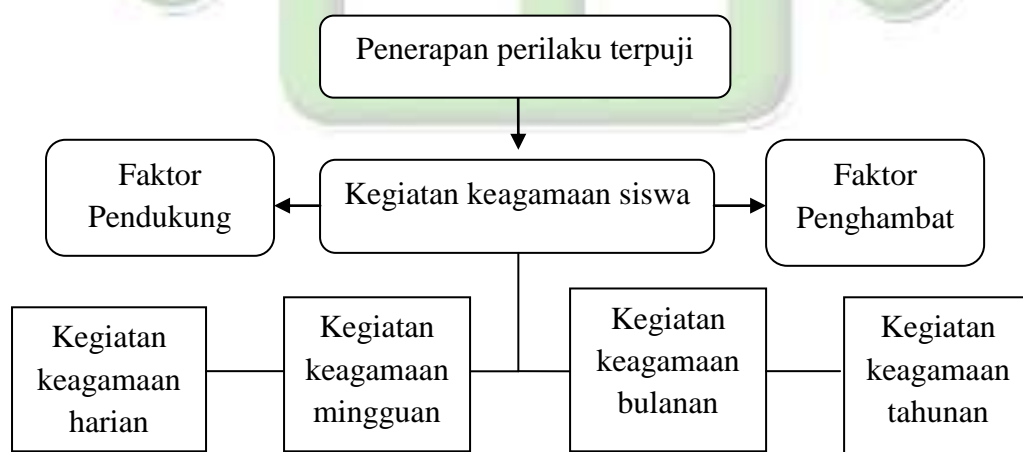 Penerapan perilaku terpuji
Faktor
Pendukung
Kegiatan keagamaan siswa
Faktor
Penghambat
Kegiatan
keagamaan
harian
Kegiatan
keagamaan
mingguan
Kegiatan
keagamaan
bulanan
Kegiatan
keagamaan
tahunan